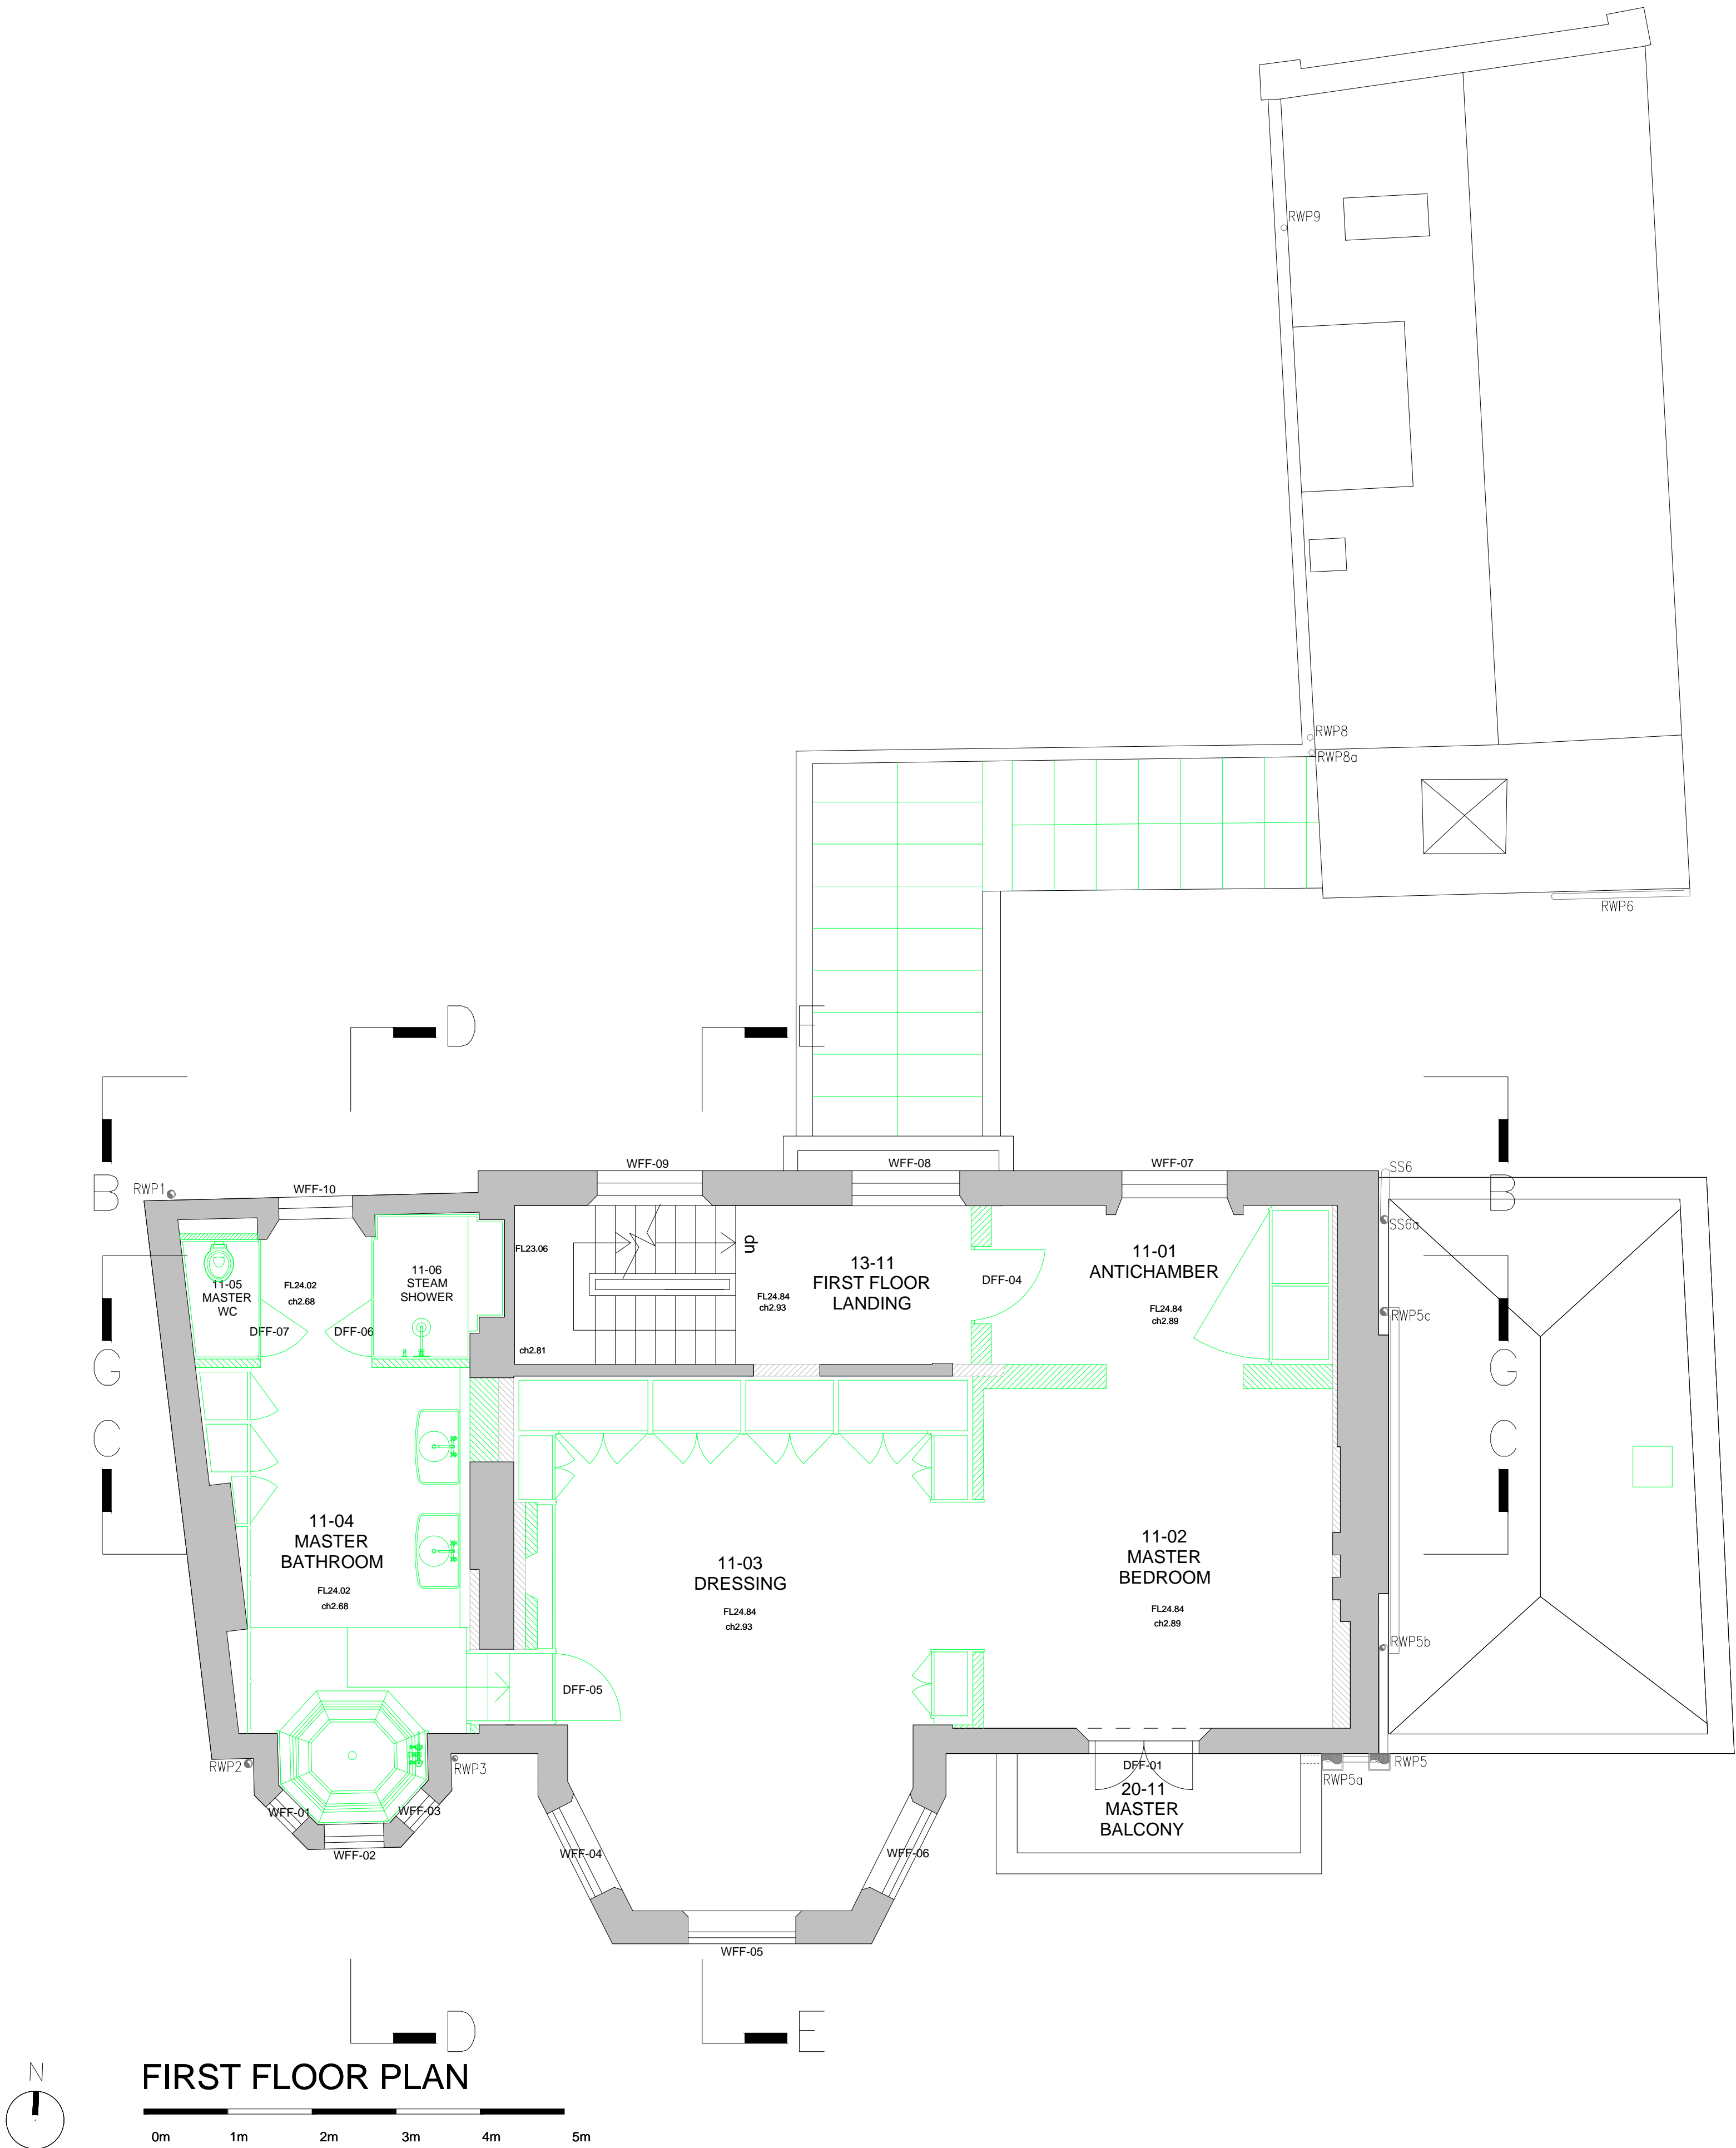 RWP9
RWP8
RWP8a
RWP6
D
E
B
B
RWP1
WFF-10
WFF-09
WFF-08
WFF-07
SS6
SS6a
FL23.06
dn
11-05
MASTER
WC
FL24.02
ch2.68
11-06
STEAM
SHOWER
DFF-07
DFF-06
13-11
FIRST FLOOR
LANDING
FL24.84
ch2.93
DFF-04
11-01
ANTICHAMBER
FL24.84
ch2.89
RWP5c
ch2.81
G
G
C
C
11-04
MASTER
BATHROOM
FL24.02
ch2.68
11-03
DRESSING
FL24.84
ch2.93
11-02
MASTER
BEDROOM
FL24.84
ch2.89
RWP5b
DFF-05
RWP2
RWP3
DFF-01
RWP5a
RWP5
20-11
MASTER
BALCONY
WFF-01
WFF-03
WFF-02
WFF-04
WFF-06
WFF-05
D
E
N
FIRST FLOOR PLAN
0m 1m 2m 3m 4m 5m